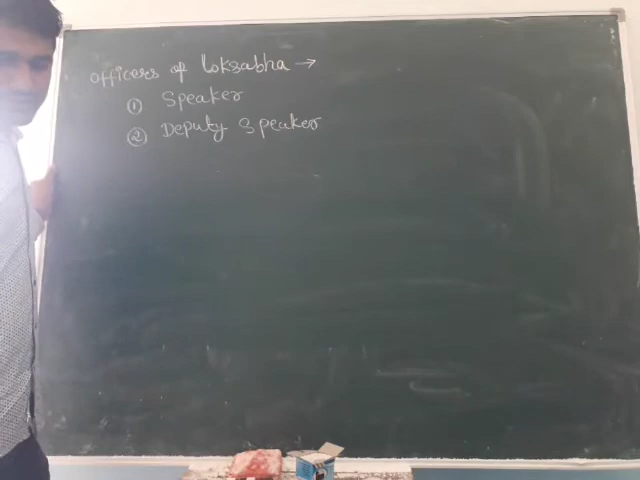 Officers of Loksabha →
① Speaker
② Deputy Speaker